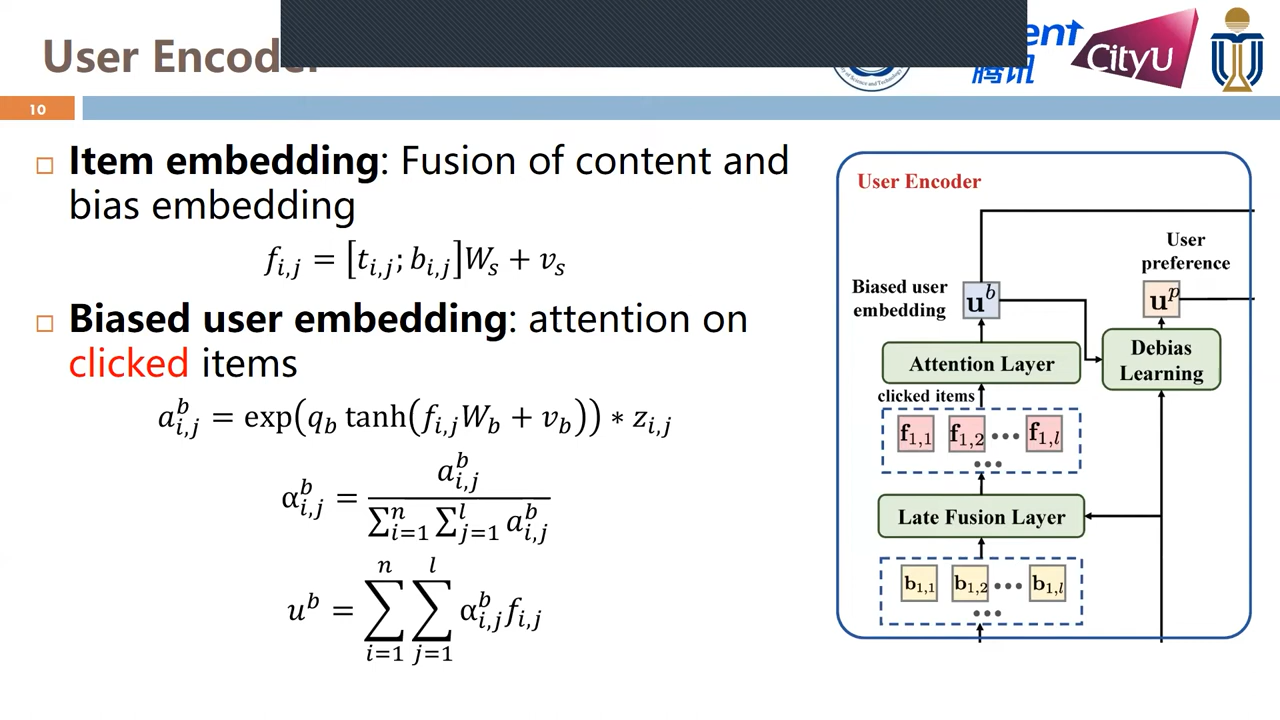 User Encoder
ent
腾讯
CityU
10
□ Item embedding: Fusion of content and
bias embedding
f_{i,j} = [t_{i,j}; b_{i,j}]W_s + v_s
□ Biased user embedding: attention on
clicked items
a^b_{i,j} = exp(q_b tanh(f_{i,j}W_b + v_b)) ∗ z_{i,j}
α^b_{i,j} = a^b_{i,j} / ∑^n_{i=1} ∑^l_{j=1} a^b_{i,j}
u^b = ∑^n_{i=1} ∑^l_{j=1} α^b_{i,j} f_{i,j}
User Encoder
User
preference
Biased user
embedding
u^b
u^p
Attention Layer
Debias
Learning
clicked items
f_{1,1} f_{1,2} ••• f_{1,l}
•••
Late Fusion Layer
b_{1,1} b_{1,2} ••• b_{1,l}
•••